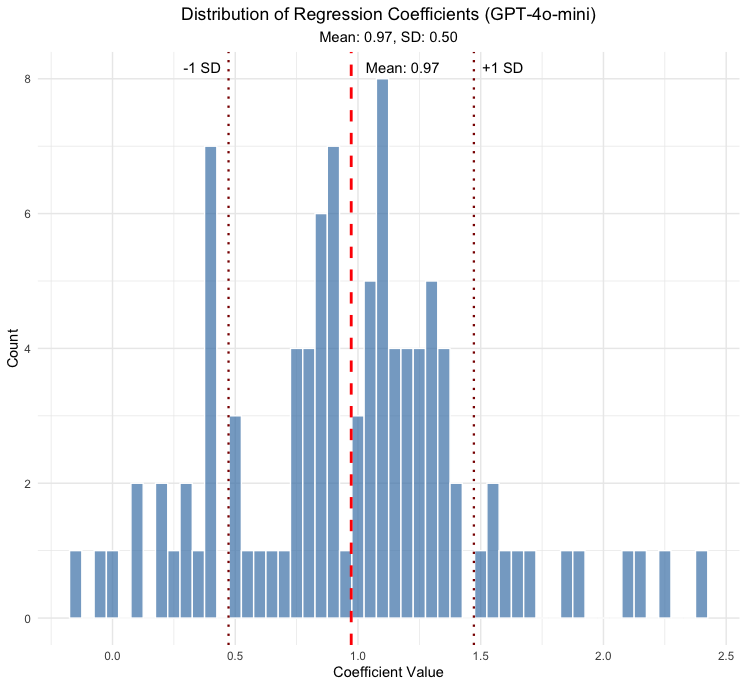 Distribution of Regression Coefficients (GPT-4o-mini)
Mean: 0.97, SD: 0.50
-1 SD
Mean: 0.97
+1 SD
8
6
4
2
0
Count
0.0
0.5
1.0
1.5
2.0
2.5
Coefficient Value